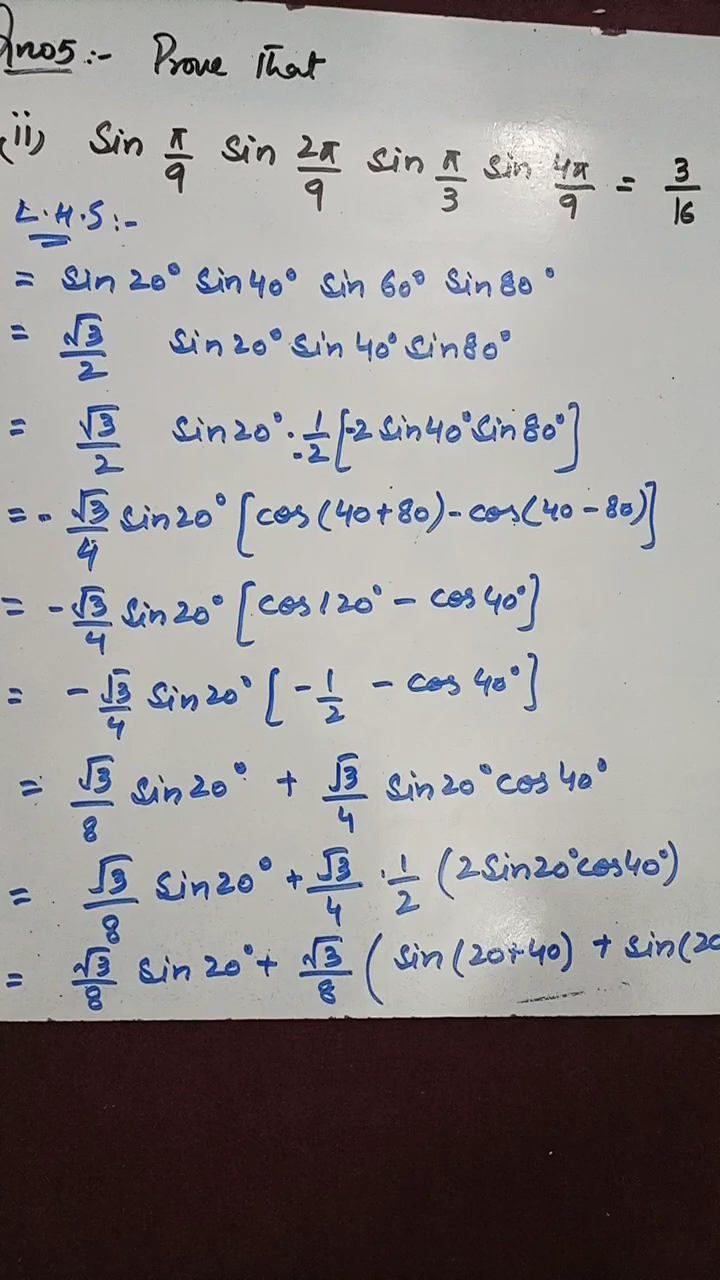 Qno5:- Prove That
(ii) Sin π/9 Sin 2π/9 Sin π/3 Sin 4π/9 = 3/16
L.H.S:-
= Sin 20° Sin 40° Sin 60° Sin 80°
= √3/2 Sin 20° Sin 40° Sin 80°
= √3/2 Sin 20° · 1/-2 [-2 Sin 40° Sin 80°]
= - √3/4 Sin 20° [cos(40+80) - cos(40-80)]
= - √3/4 Sin 20° [cos 120° - cos 40°]
= - √3/4 Sin 20° [-1/2 - cos 40°]
= √3/8 Sin 20° + √3/4 Sin 20° cos 40°
= √3/8 Sin 20° + √3/4 · 1/2 (2 Sin 20° cos 40°)
= √3/8 Sin 20° + √3/8 ( Sin (20+40) + Sin (20